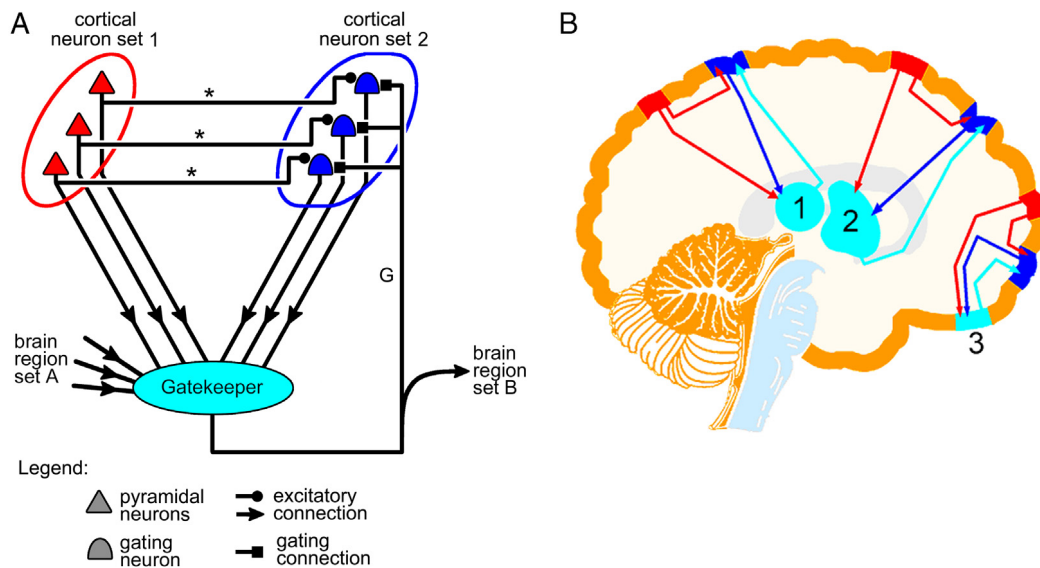 A
cortical
neuron set 1
cortical
neuron set 2
*
*
*
G
brain
region
set A
Gatekeeper
brain
region
set B
Legend:
pyramidal
neurons
excitatory
connection
gating
neuron
gating
connection
B
1
2
3